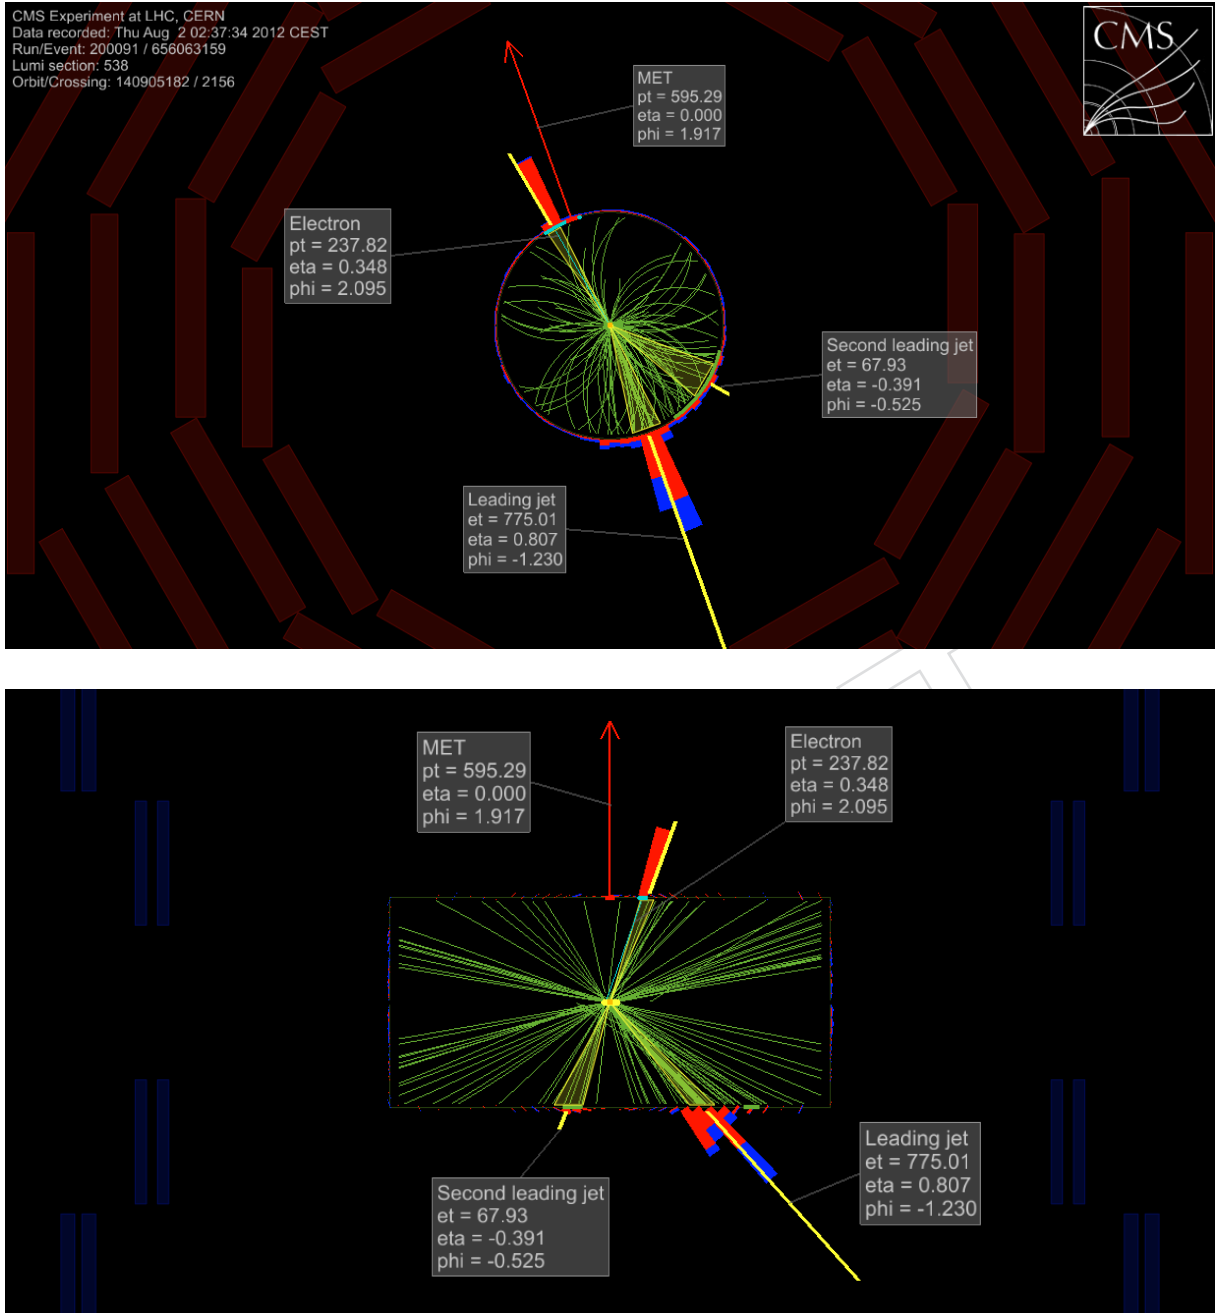 CMS Experiment at LHC, CERN
Data recorded: Thu Aug 2 02:37:34 2012 CEST
Run/Event: 200091 / 656063159
Lumi section: 538
Orbit/Crossing: 140905182 / 2156
CMS
MET
pt = 595.29
eta = 0.000
phi = 1.917
Electron
pt = 237.82
eta = 0.348
phi = 2.095
Second leading jet
et = 67.93
eta = -0.391
phi = -0.525
Leading jet
et = 775.01
eta = 0.807
phi = -1.230
MET
pt = 595.29
eta = 0.000
phi = 1.917
Electron
pt = 237.82
eta = 0.348
phi = 2.095
Leading jet
et = 775.01
eta = 0.807
phi = -1.230
Second leading jet
et = 67.93
eta = -0.391
phi = -0.525